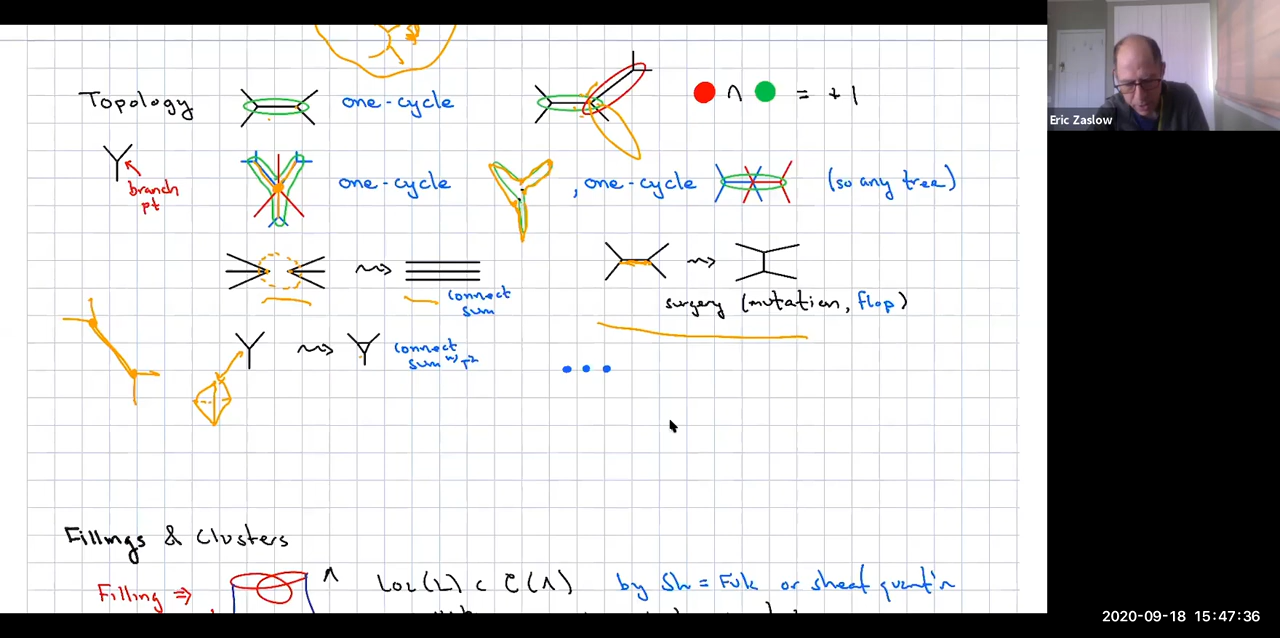 Topology
one-cycle
∩ = +1
Eric Zaslow
branch
pt
one-cycle
, one-cycle
(so any tree)
connect
sum
surgery (mutation, flop)
connect
sum w/ T²
Fillings & Clusters
Filling ⇒
Λ
Loc(L) ⊂ C(Λ)
by Sh = Fuk or sheaf quant'n
2020-09-18 15:47:36